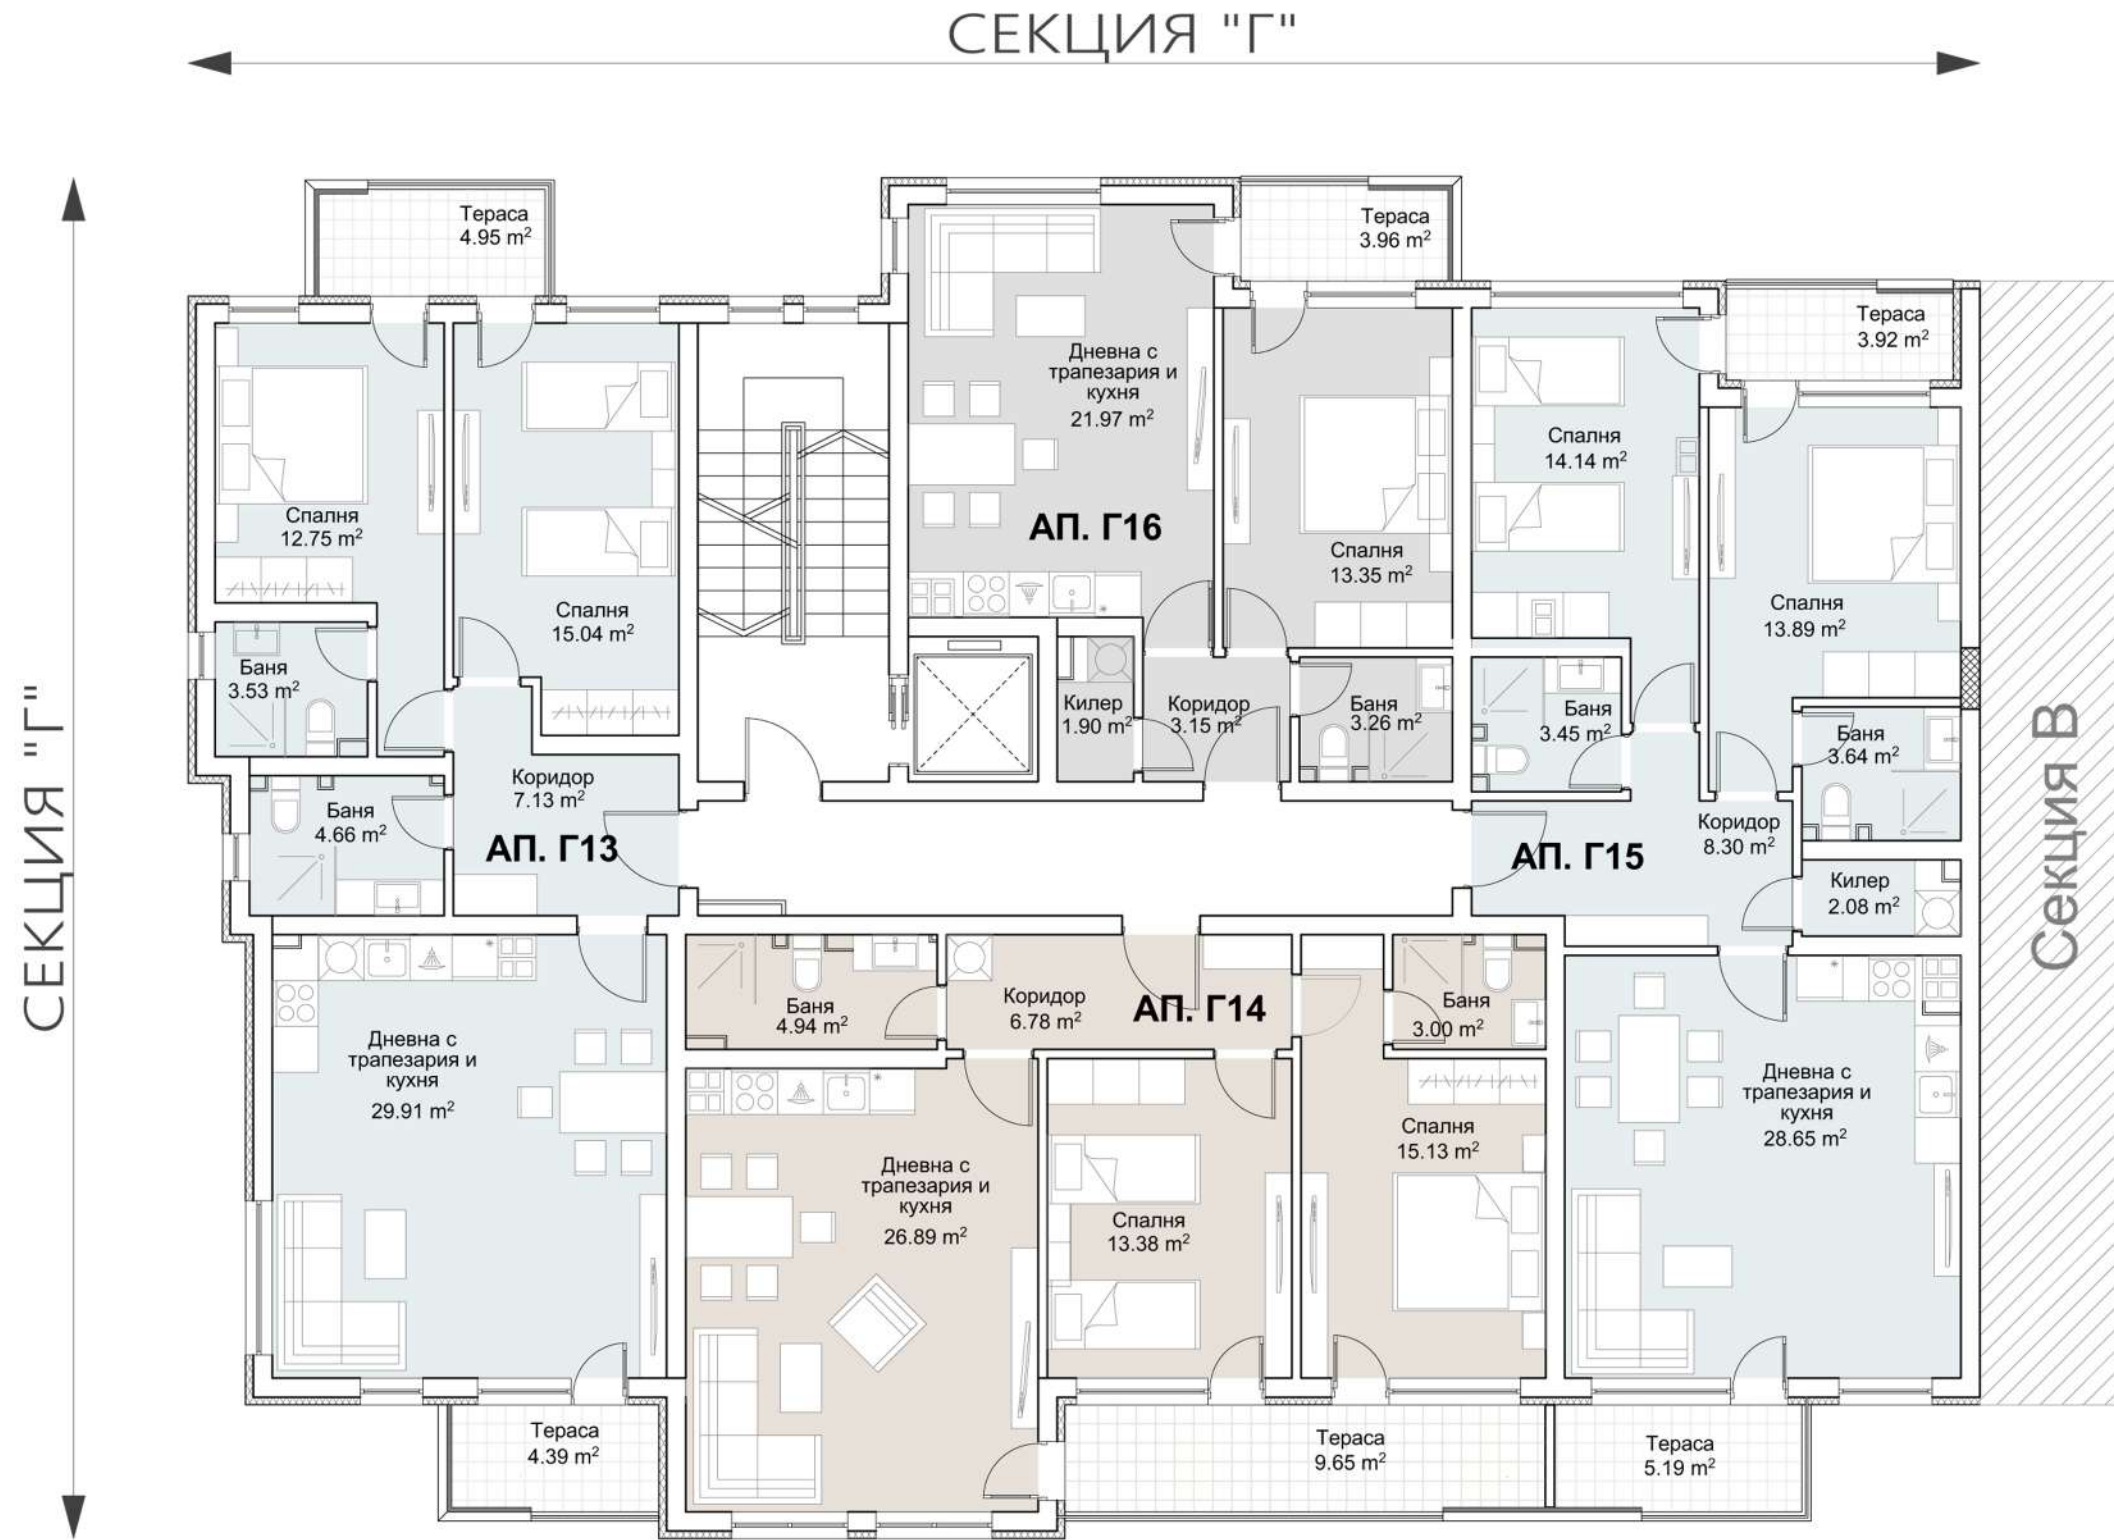 СЕКЦИЯ "Г"
СЕКЦИЯ "Г"
Секция В
Тераса
4.95 m²
Тераса
3.96 m²
Тераса
3.92 m²
Спалня
12.75 m²
Спалня
15.04 m²
Баня
3.53 m²
Баня
4.66 m²
Коридор
7.13 m²
АП. Г13
Дневна с
трапезария и
кухня
29.91 m²
Тераса
4.39 m²
Дневна с
трапезария и
кухня
21.97 m²
АП. Г16
Спалня
13.35 m²
Килер
1.90 m²
Коридор
3.15 m²
Баня
3.26 m²
Спалня
14.14 m²
Спалня
13.89 m²
Баня
3.45 m²
Баня
3.64 m²
Коридор
8.30 m²
АП. Г15
Килер
2.08 m²
Дневна с
трапезария и
кухня
28.65 m²
Тераса
5.19 m²
Баня
4.94 m²
Коридор
6.78 m²
АП. Г14
Баня
3.00 m²
Дневна с
трапезария и
кухня
26.89 m²
Спалня
13.38 m²
Спалня
15.13 m²
Тераса
9.65 m²